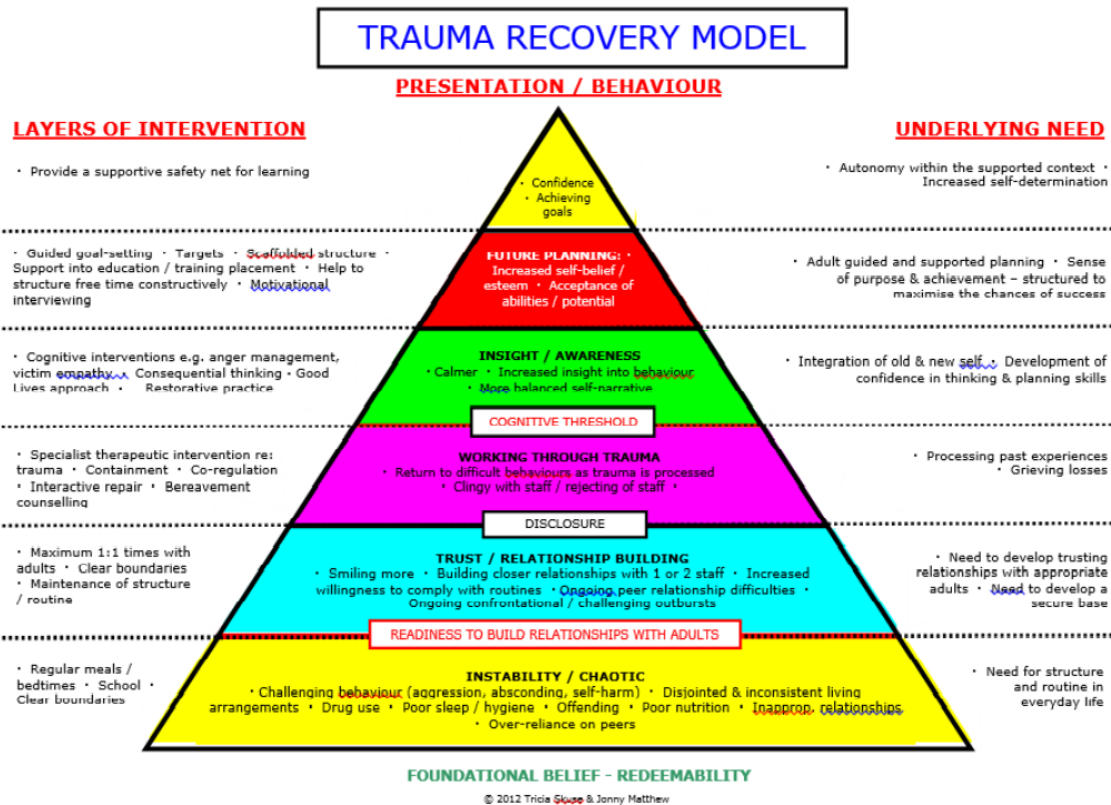 TRAUMA RECOVERY MODEL
PRESENTATION / BEHAVIOUR
LAYERS OF INTERVENTION
UNDERLYING NEED
· Provide a supportive safety net for learning
· Confidence
· Achieving
goals
· Autonomy within the supported context ·
Increased self-determination
· Guided goal-setting · Targets · Scaffolded structure ·
Support into education / training placement · Help to
structure free time constructively · Motivational
interviewing
FUTURE PLANNING: ·
Increased self-belief /
esteem · Acceptance of
abilities / potential
· Adult guided and supported planning · Sense
of purpose & achievement – structured to
maximise the chances of success
· Cognitive interventions e.g. anger management,
victim empathy · Consequential thinking · Good
Lives approach · Restorative practice
INSIGHT / AWARENESS
· Calmer · Increased insight into behaviour
· More balanced self-narrative
· Integration of old & new self · Development of
confidence in thinking & planning skills
COGNITIVE THRESHOLD
· Specialist therapeutic intervention re:
trauma · Containment · Co-regulation
· Interactive repair · Bereavement
counselling
WORKING THROUGH TRAUMA
· Return to difficult behaviours as trauma is processed
· Clingy with staff / rejecting of staff ·
· Processing past experiences
· Grieving losses
DISCLOSURE
· Maximum 1:1 times with
adults · Clear boundaries
· Maintenance of structure
/ routine
TRUST / RELATIONSHIP BUILDING
· Smiling more · Building closer relationships with 1 or 2 staff · Increased
willingness to comply with routines · Ongoing peer relationship difficulties ·
Ongoing confrontational / challenging outbursts
· Need to develop trusting
relationships with appropriate
adults · Need to develop a
secure base
READINESS TO BUILD RELATIONSHIPS WITH ADULTS
· Regular meals /
bedtimes · School ·
Clear boundaries
INSTABILITY / CHAOTIC
· Challenging behaviour (aggression, absconding, self-harm) · Disjointed & inconsistent living
arrangements · Drug use · Poor sleep / hygiene · Offending · Poor nutrition · Inapprop. relationships
· Over-reliance on peers
· Need for structure
and routine in
everyday life
FOUNDATIONAL BELIEF - REDEEMABILITY
© 2012 Tricia Skuse & Jonny Matthew